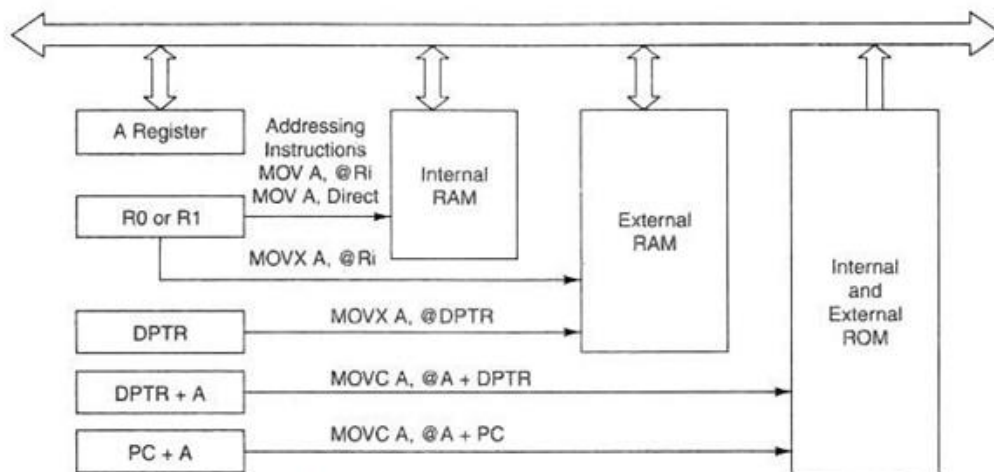 A Register
Addressing
Instructions
MOV A, @Ri
MOV A, Direct
Internal
RAM
R0 or R1
MOVX A, @Ri
External
RAM
Internal
and
External
ROM
DPTR
MOVX A, @DPTR
DPTR + A
MOVC A, @A + DPTR
PC + A
MOVC A, @A + PC